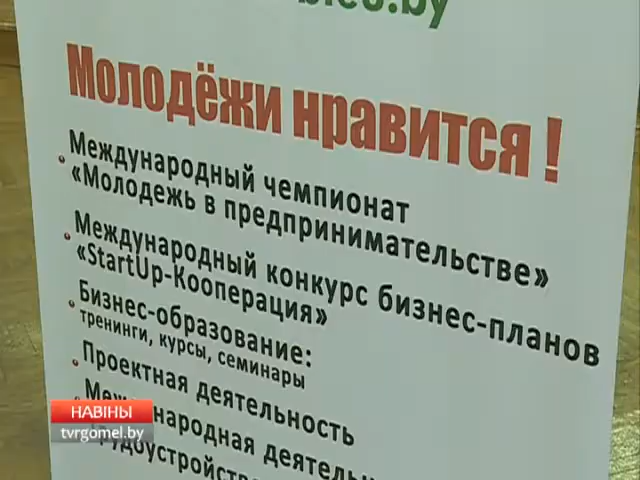 Молодёжи нравится !
Международный чемпионат
«Молодежь в предпринимательстве»
Международный конкурс бизнес-планов
«StartUp-Кооперация»
Бизнес-образование:
тренинги, курсы, семинары
Проектная деятельность
НАВІНЫ
tvrgomel.by